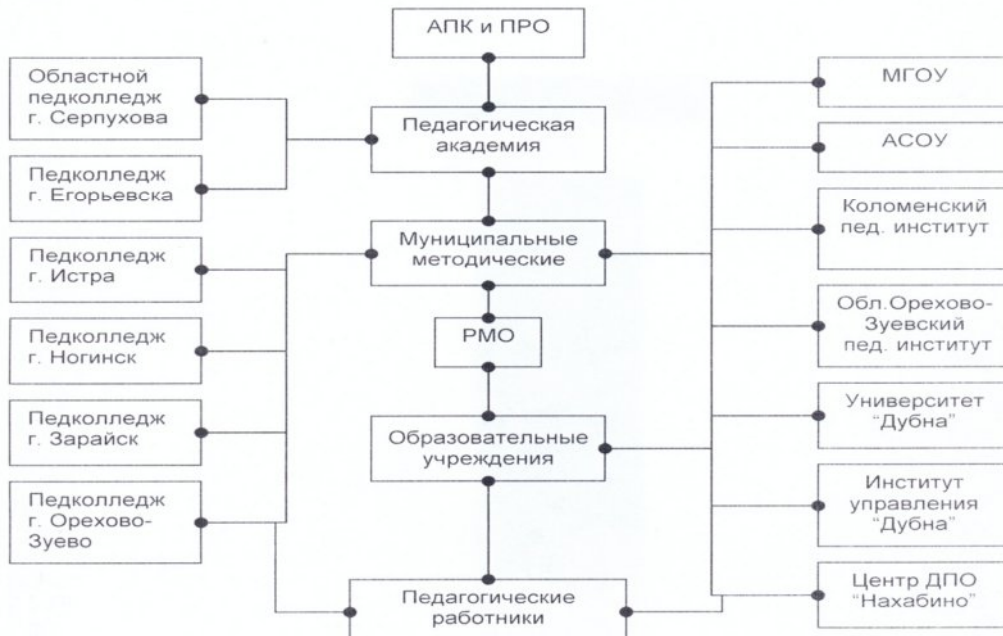 АПК и ПРО
Областной
педколледж
г. Серпухова
Педагогическая
академия
МГОУ
АСОУ
Педколледж
г. Егорьевска
Коломенский
пед. институт
Муниципальные
методические
Педколледж
г. Истра
Обл.Орехово-
Зуевский
пед. институт
РМО
Педколледж
г. Ногинск
Университет
“Дубна”
Педколледж
г. Зарайск
Образовательные
учреждения
Институт
управления
“Дубна”
Педколледж
г. Орехово-
Зуево
Центр ДПО
“Нахабино”
Педагогические
работники